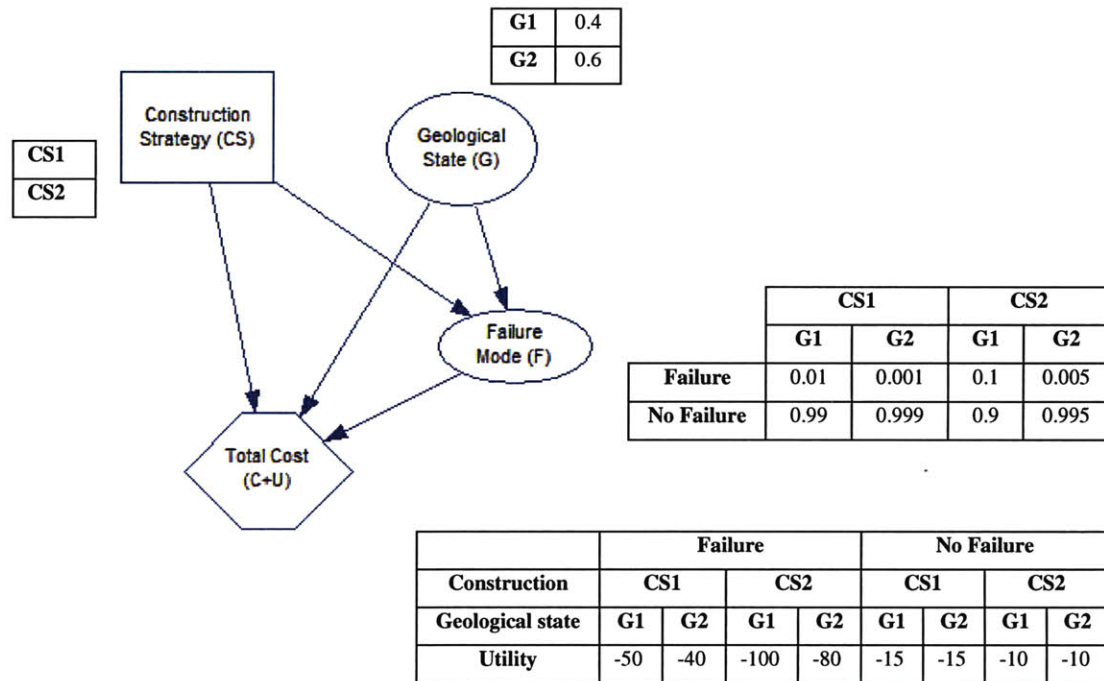 G1 0.4
G2 0.6
Construction
Strategy (CS)
Geological
State (G)
CS1
CS2
Failure
Mode (F)
CS1 CS2
G1 G2 G1 G2
Failure 0.01 0.001 0.1 0.005
No Failure 0.99 0.999 0.9 0.995
Total Cost
(C+U)
Failure No Failure
Construction CS1 CS2 CS1 CS2
Geological state G1 G2 G1 G2 G1 G2 G1 G2
Utility -50 -40 -100 -80 -15 -15 -10 -10